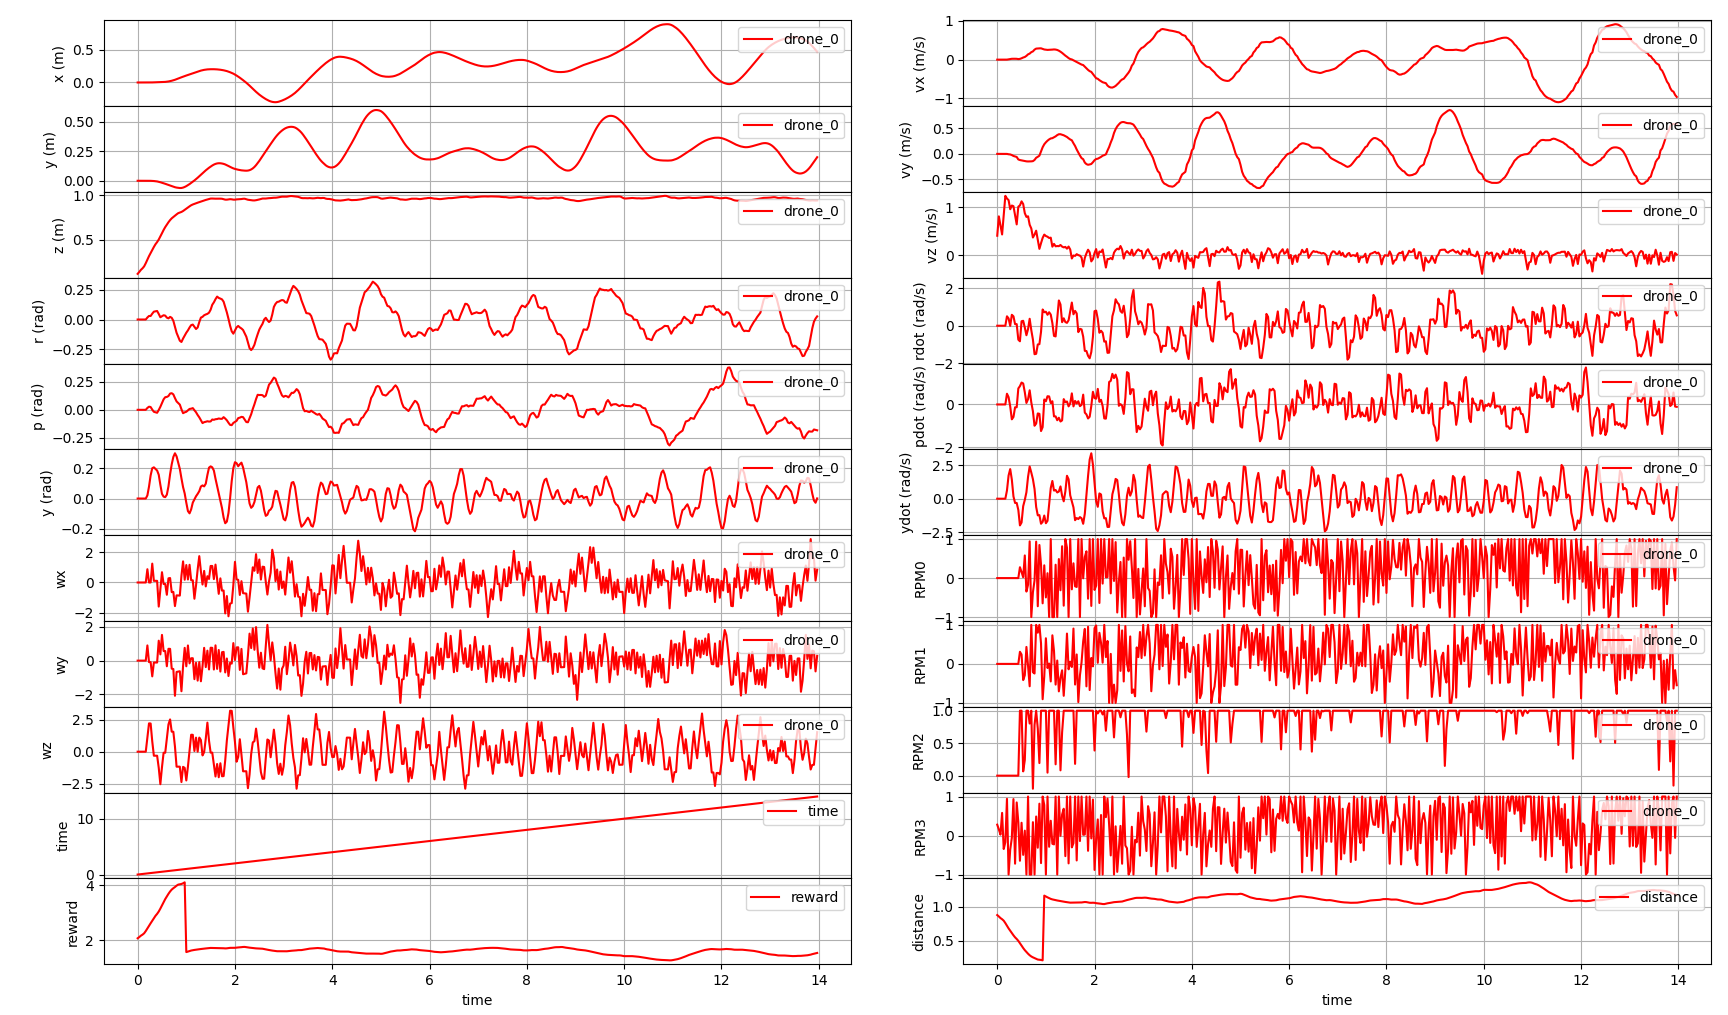 x (m)
0.5
0.0
drone_0
y (m)
0.50
0.25
0.00
drone_0
z (m)
1.0
0.5
drone_0
r (rad)
0.25
0.00
−0.25
drone_0
p (rad)
0.25
0.00
−0.25
drone_0
y (rad)
0.2
0.0
−0.2
drone_0
wx
2
0
−2
drone_0
wy
2
0
−2
drone_0
wz
2.5
0.0
−2.5
drone_0
time
10
0
time
reward
4
2
reward
0 2 4 6 8 10 12 14
time
vx (m/s)
1
0
−1
drone_0
vy (m/s)
0.5
0.0
−0.5
drone_0
vz (m/s)
1
0
drone_0
rdot (rad/s)
2
0
−2
drone_0
pdot (rad/s)
2
0
−2
drone_0
ydot (rad/s)
2.5
0.0
−2.5
drone_0
RPM0
1
0
−1
drone_0
RPM1
1
0
−1
drone_0
RPM2
1.0
0.5
0.0
drone_0
RPM3
1
0
−1
drone_0
distance
1.0
0.5
distance
0 2 4 6 8 10 12 14
time